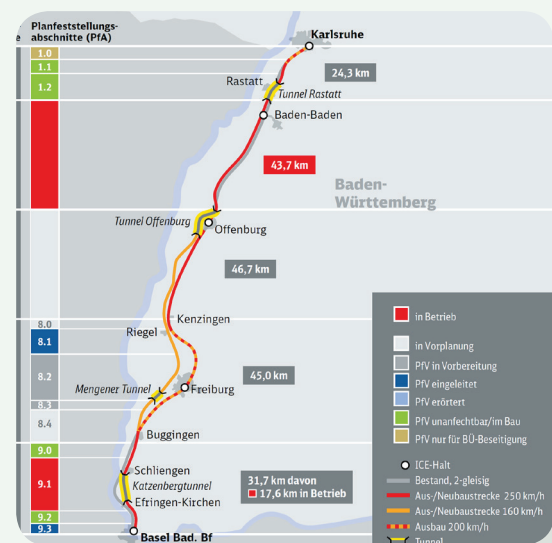 Planfeststellungs-
abschnitte (PfA)
Karlsruhe
1.0
1.1
24,3 km
1.2
Rastatt
Tunnel Rastatt
Baden-Baden
43,7 km
Baden-
Württemberg
Tunnel Offenburg
Offenburg
46,7 km
8.0
Kenzingen
8.1
Riegel
8.2
45,0 km
Mengener Tunnel
Freiburg
8.3
8.4
Buggingen
9.0
Schliengen
9.1
Katzenbergtunnel
31,7 km davon
17,6 km in Betrieb
Efringen-Kirchen
9.2
9.3
Basel Bad. Bf
in Betrieb
in Vorplanung
PfV in Vorbereitung
PfV eingeleitet
PfV erörtert
PfV unanfechtbar/im Bau
PfV nur für BÜ-Beseitigung
ICE-Halt
Bestand, 2-gleisig
Aus-/Neubaustrecke 250 km/h
Aus-/Neubaustrecke 160 km/h
Ausbau 200 km/h
Tunnel